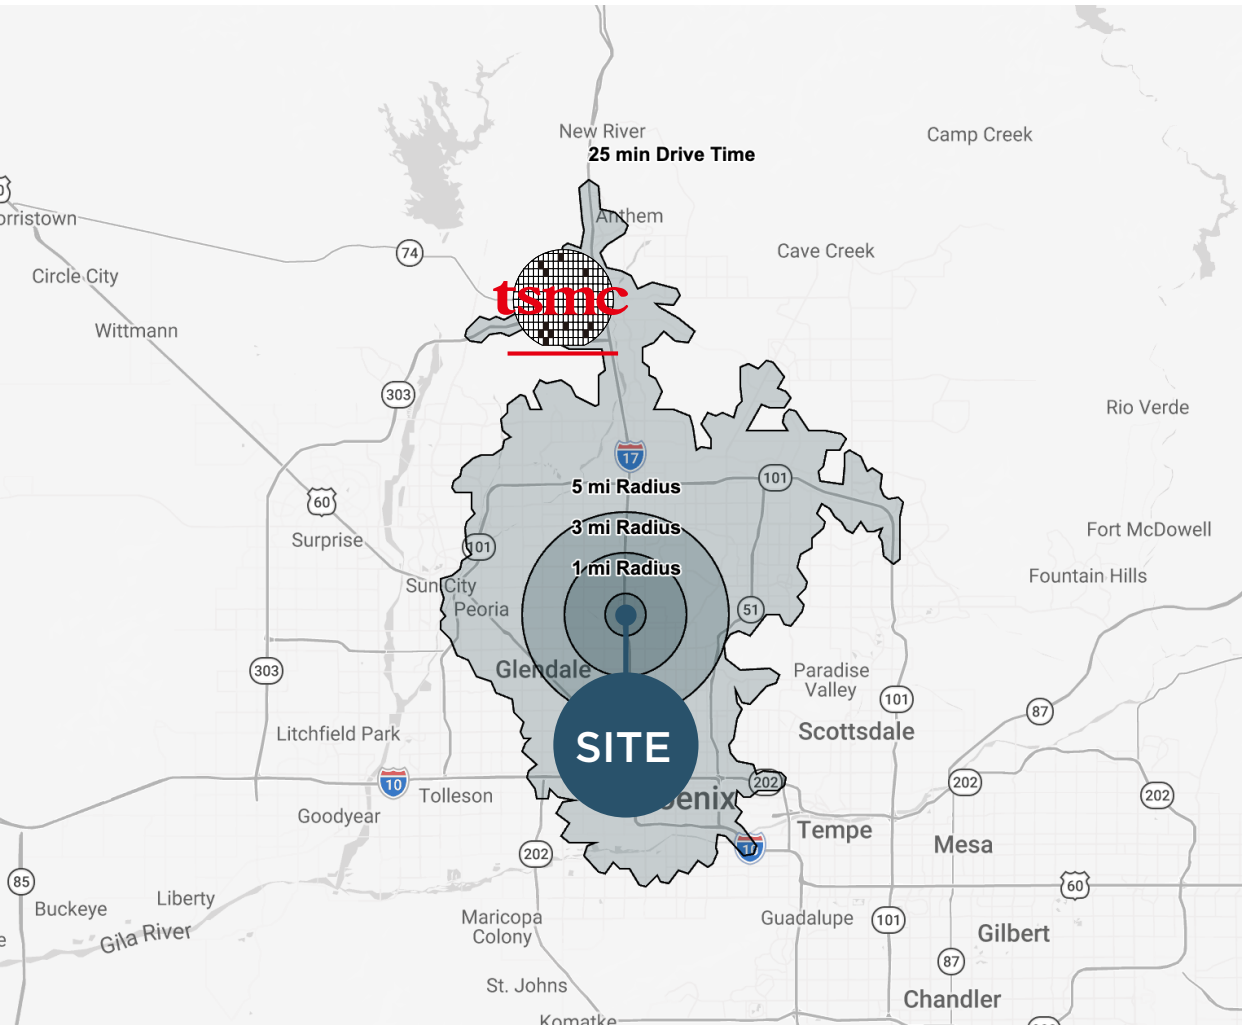 New River
25 min Drive Time
Camp Creek
Anthem
orristown
74
Cave Creek
Circle City
tsmc
Wittmann
303
Rio Verde
17
101
5 mi Radius
60
3 mi Radius
Fort McDowell
Surprise
101
1 mi Radius
Fountain Hills
Sun City
Peoria
51
Glendale
303
Paradise
Valley
101
87
Scottsdale
Litchfield Park
SITE
10
Tolleson
202
202
202
oenix
Goodyear
Tempe
Mesa
10
202
85
60
Liberty
Buckeye
Maricopa
Colony
Guadalupe
101
Gila River
Gilbert
87
St. Johns
Chandler
Komatke